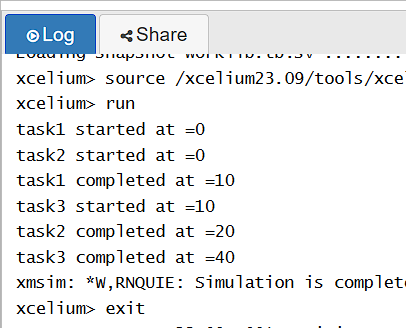 Log
Share
Loading snapshot worklib.tb:sv ........
xcelium> source /xcelium23.09/tools/xcel
xcelium> run
task1 started at =0
task2 started at =0
task1 completed at =10
task3 started at =10
task2 completed at =20
task3 completed at =40
xmsim: *W,RNQUIE: Simulation is complete
xcelium> exit